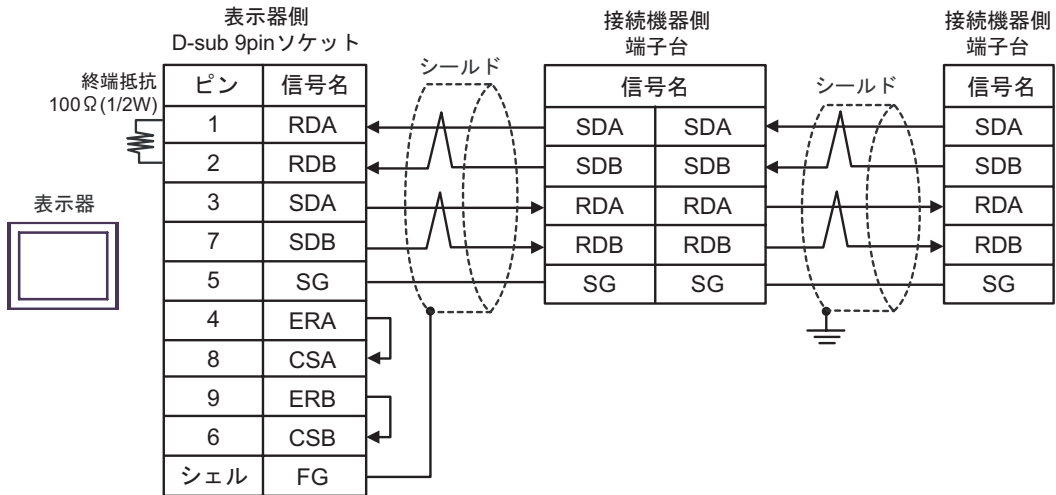 表示器側
D-sub 9pinソケット
接続機器側
端子台
接続機器側
端子台
終端抵抗
100Ω(1/2W)
シールド
シールド
表示器
ピン 信号名
1 RDA
2 RDB
3 SDA
7 SDB
5 SG
4 ERA
8 CSA
9 ERB
6 CSB
シェル FG
信号名
SDA SDA
SDB SDB
RDA RDA
RDB RDB
SG SG
信号名
SDA
SDB
RDA
RDB
SG